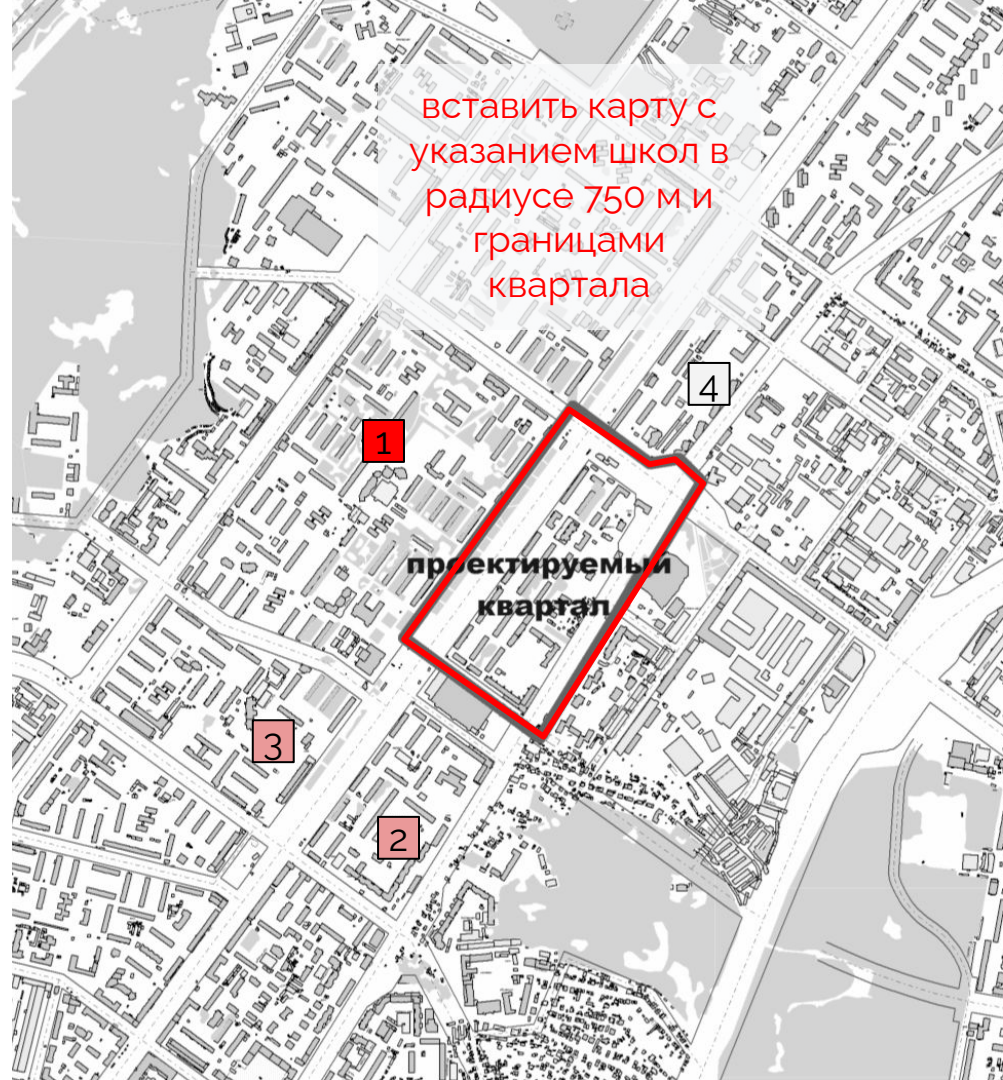 вставить карту с
указанием школ в
радиусе 750 м и
границами
квартала
4
1
проектируемый
квартал
3
2